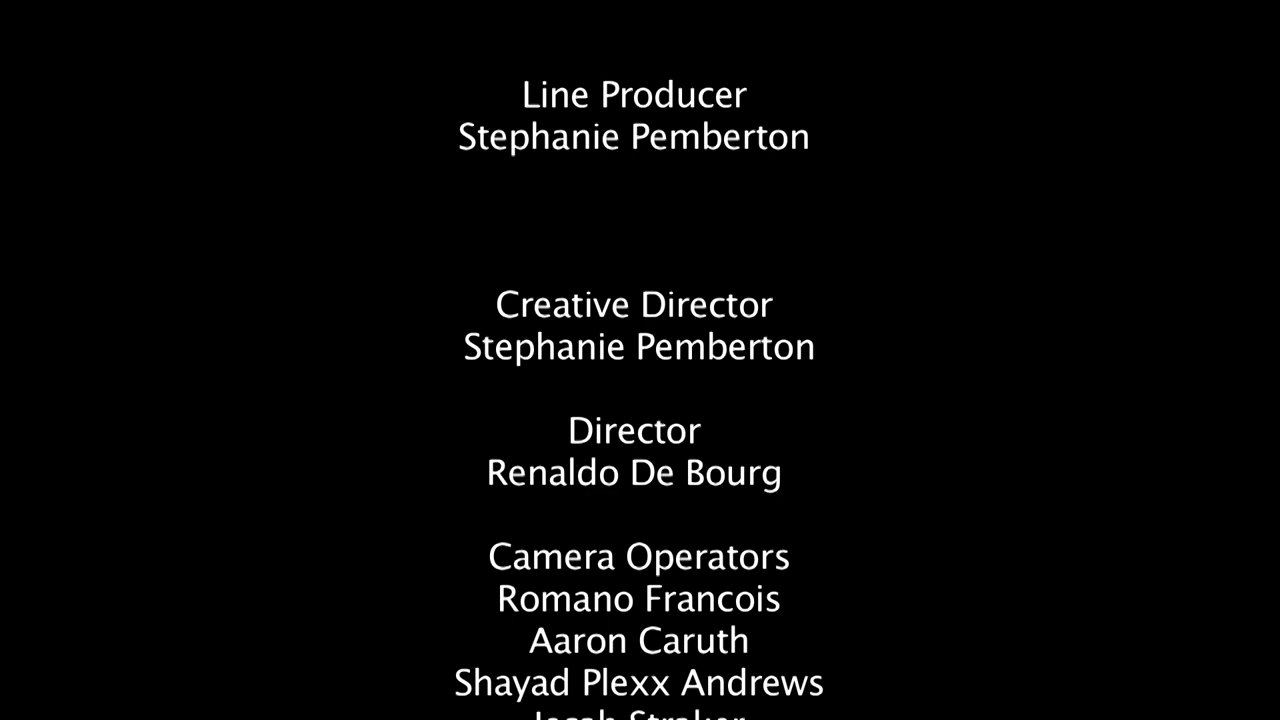 Line Producer
Stephanie Pemberton
Creative Director
Stephanie Pemberton
Director
Renaldo De Bourg
Camera Operators
Romano Francois
Aaron Caruth
Shayad Plexx Andrews